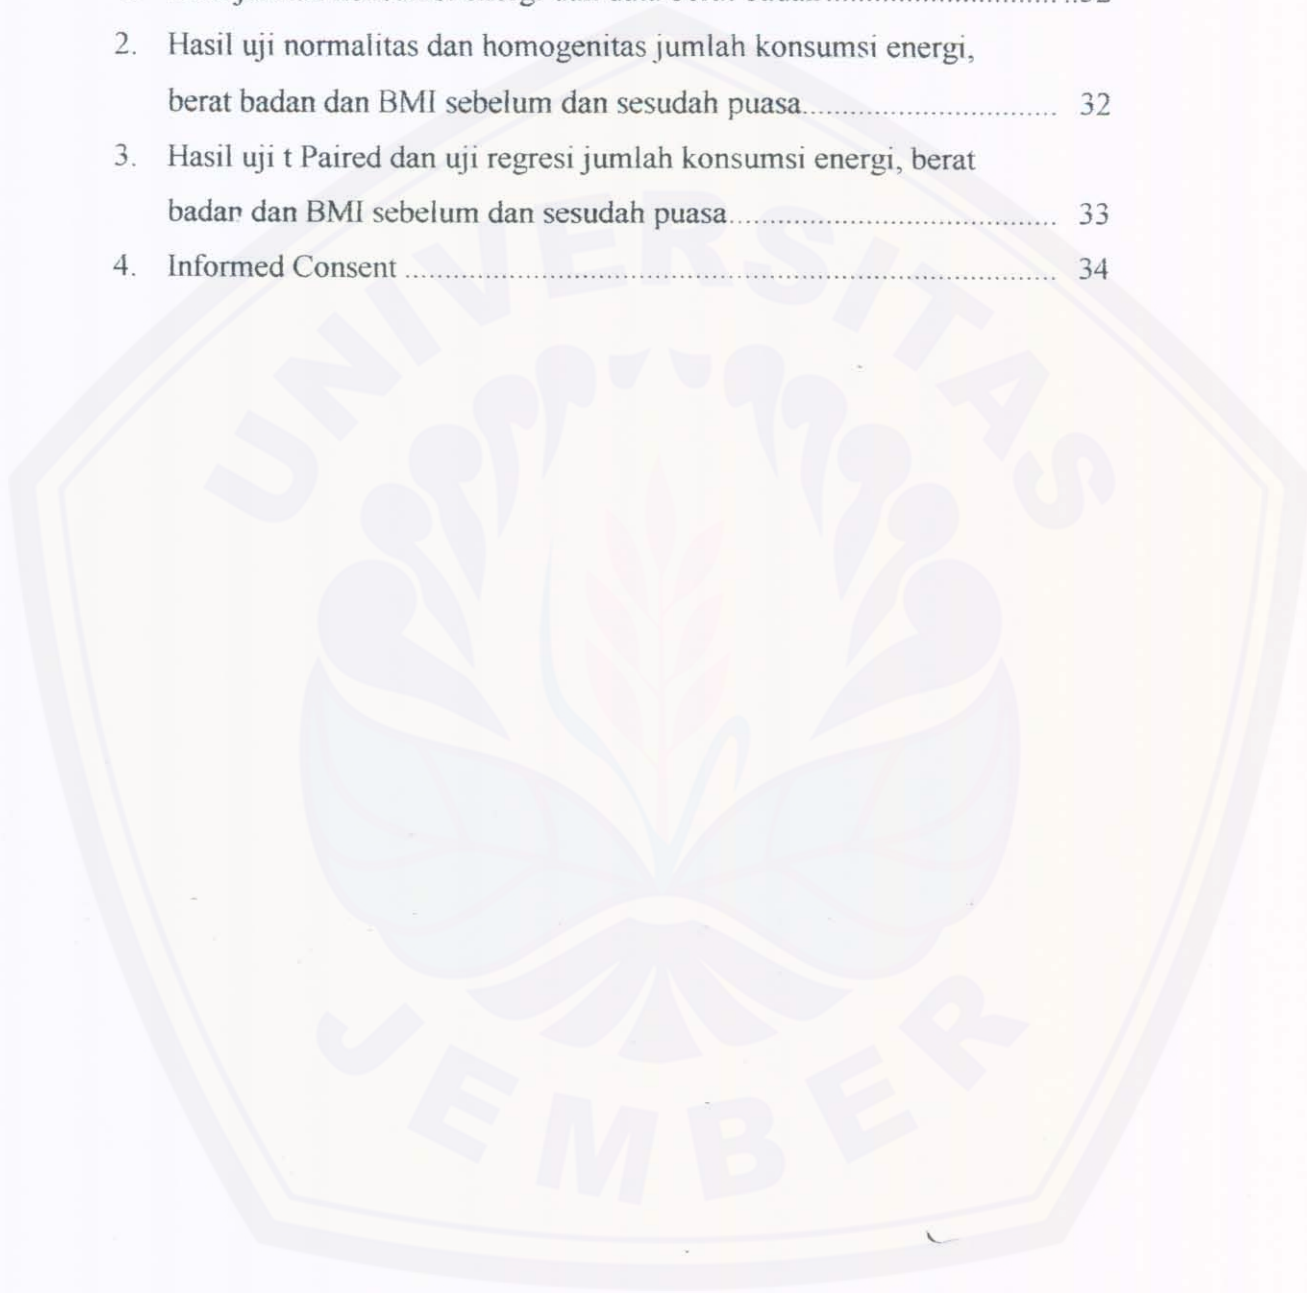 2. Hasil uji normalitas dan homogenitas jumlah konsumsi energi,
berat badan dan BMI sebelum dan sesudah puasa............................ 32
3. Hasil uji t Paired dan uji regresi jumlah konsumsi energi, berat
badan dan BMI sebelum dan sesudah puasa.................................... 33
4. Informed Consent ........................................................................ 34
UNIVERSITAS
JEMBER